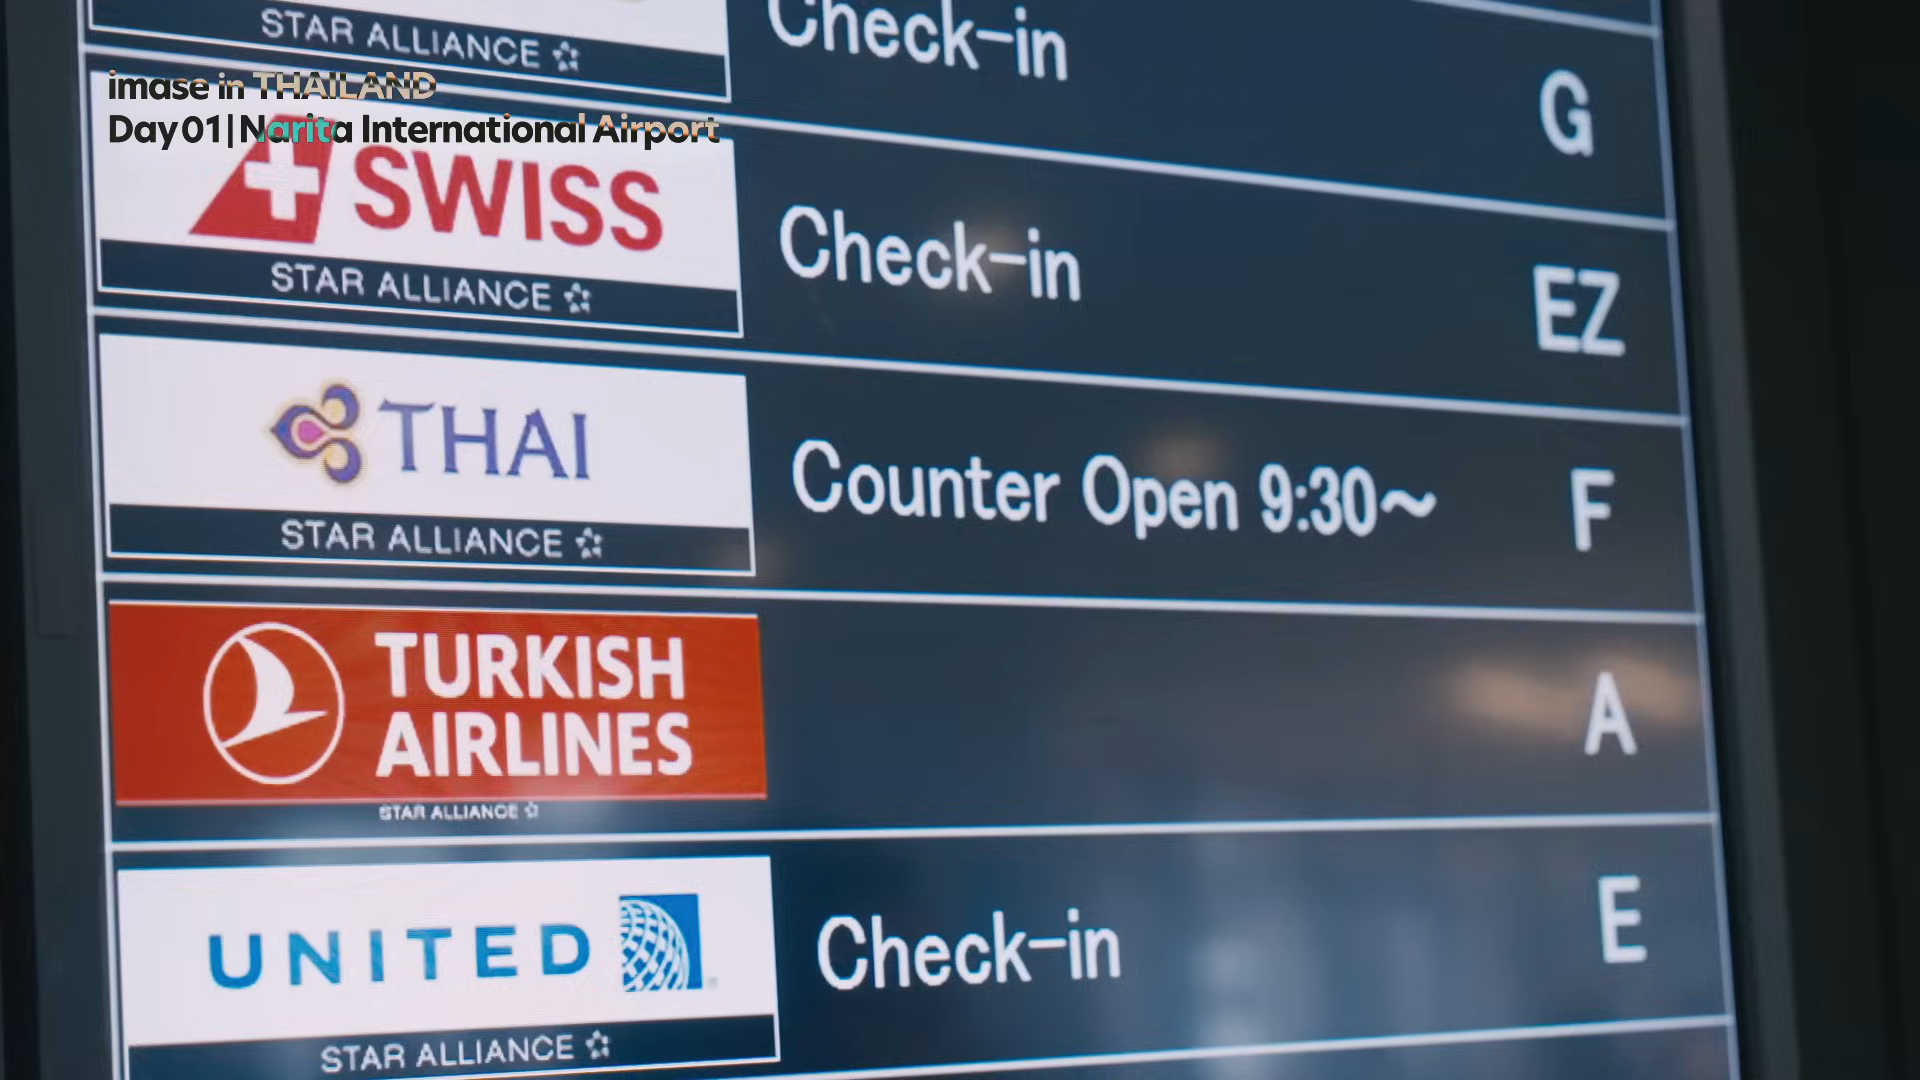 STAR ALLIANCE
Check-in
G
imase in THAILAND
Day01|Narita International Airport
SWISS
STAR ALLIANCE
Check-in
EZ
THAI
STAR ALLIANCE
Counter Open 9:30~
F
TURKISH
AIRLINES
STAR ALLIANCE
A
UNITED
STAR ALLIANCE
Check-in
E